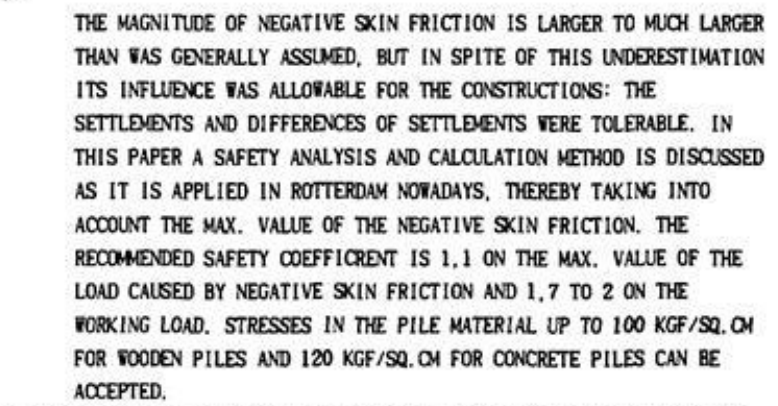 THE MAGNITUDE OF NEGATIVE SKIN FRICTION IS LARGER TO MUCH LARGER
THAN WAS GENERALLY ASSUMED, BUT IN SPITE OF THIS UNDERESTIMATION
ITS INFLUENCE WAS ALLOWABLE FOR THE CONSTRUCTIONS: THE
SETTLEMENTS AND DIFFERENCES OF SETTLEMENTS WERE TOLERABLE. IN
THIS PAPER A SAFETY ANALYSIS AND CALCULATION METHOD IS DISCUSSED
AS IT IS APPLIED IN ROTTERDAM NOWADAYS, THEREBY TAKING INTO
ACCOUNT THE MAX. VALUE OF THE NEGATIVE SKIN FRICTION. THE
RECOMMENDED SAFETY COEFFICRENT IS 1,1 ON THE MAX. VALUE OF THE
LOAD CAUSED BY NEGATIVE SKIN FRICTION AND 1,7 TO 2 ON THE
WORKING LOAD. STRESSES IN THE PILE MATERIAL UP TO 100 KGF/SQ.CM
FOR WOODEN PILES AND 120 KGF/SQ.CM FOR CONCRETE PILES CAN BE
ACCEPTED.